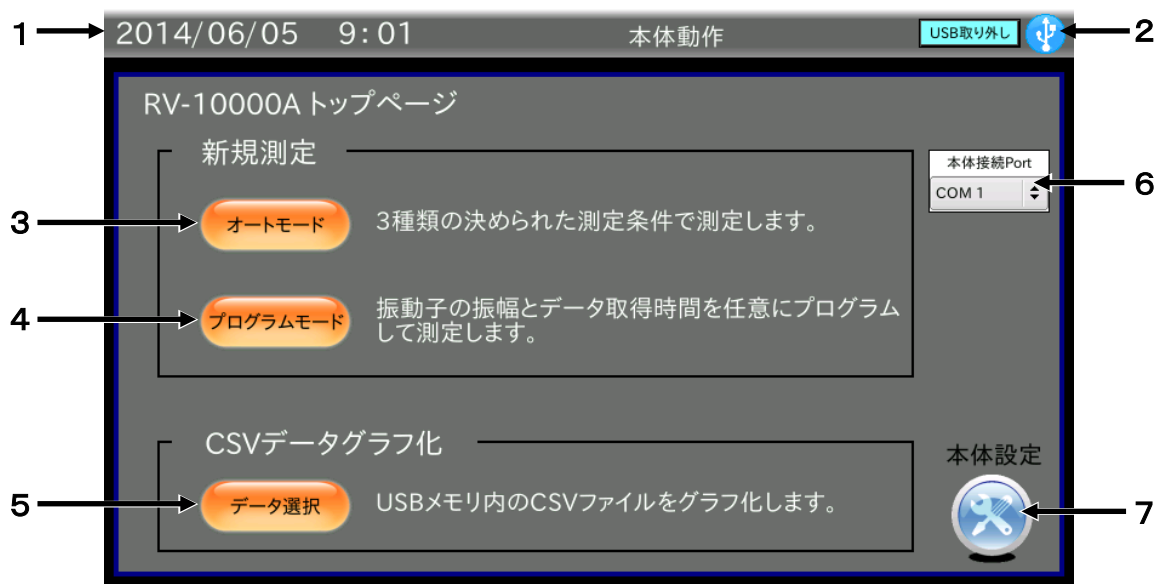 1 2014/06/05 9:01 本体動作 USB取り外し 2
RV-10000Aトップページ
新規測定
本体接続Port
COM 1 6
3 オートモード 3種類の決められた測定条件で測定します。
4 プログラムモード 振動子の振幅とデータ取得時間を任意にプログラム
して測定します。
CSVデータグラフ化
本体設定
5 データ選択 USBメモリ内のCSVファイルをグラフ化します。
7